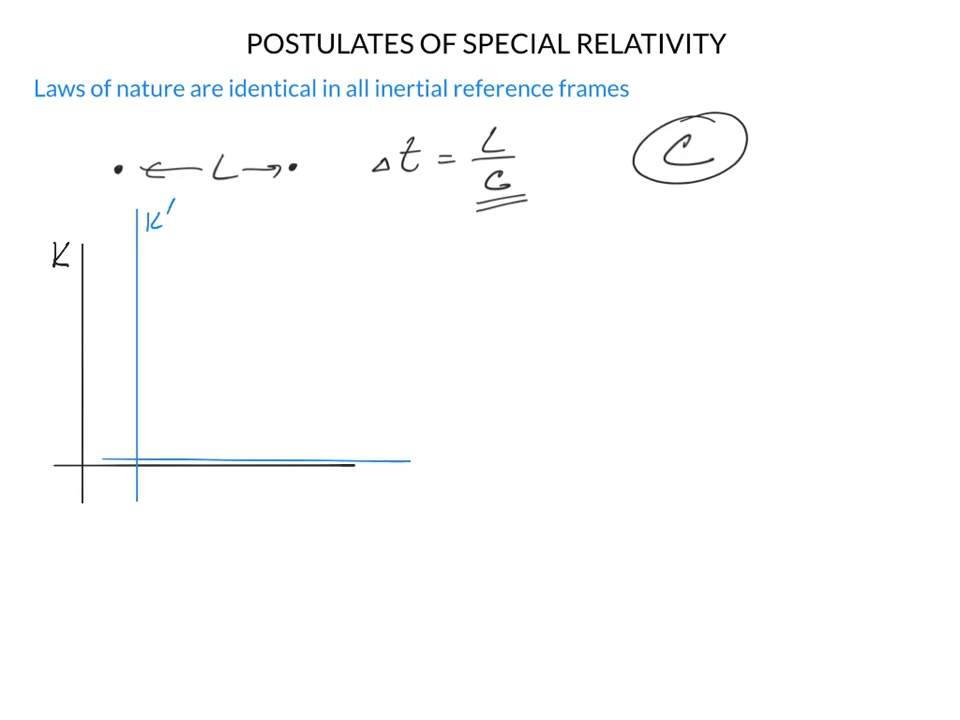 POSTULATES OF SPECIAL RELATIVITY
Laws of nature are identical in all inertial reference frames
L Δt = L/c c
K'
K